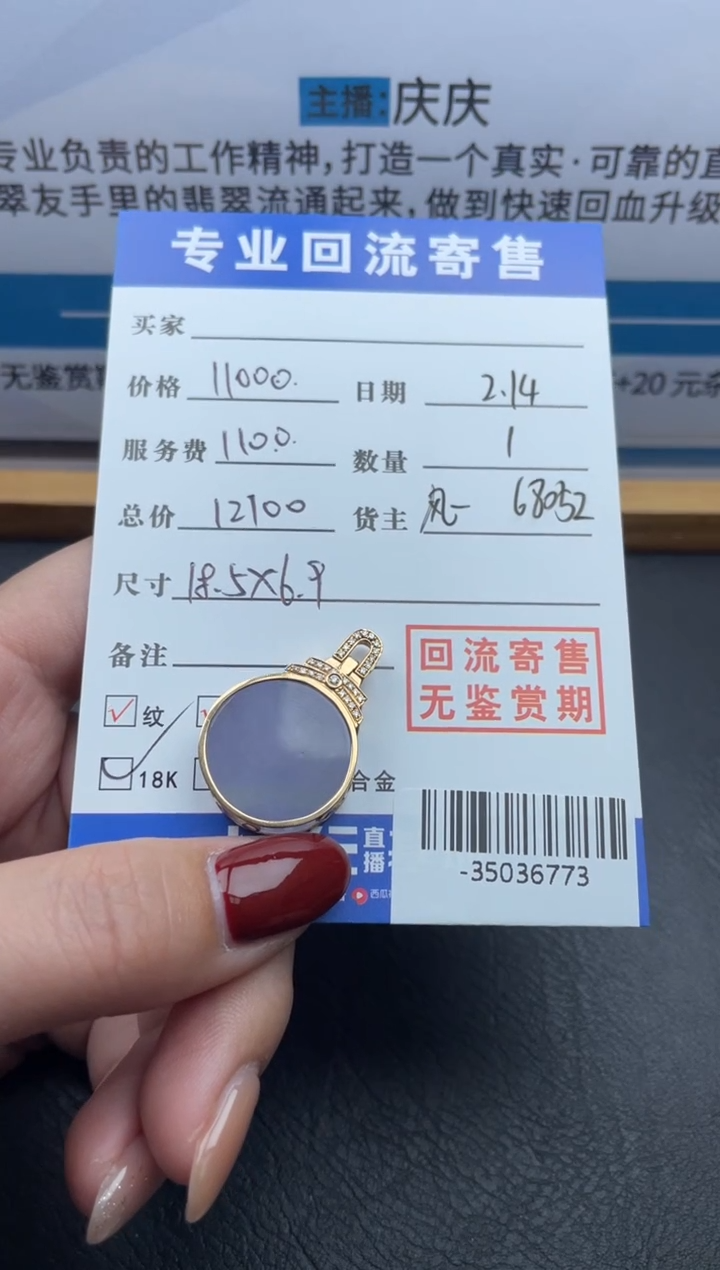 主播：庆庆
专业负责的工作精神，打造一个真实·可靠的直
翠友手里的翡翠流通起来，做到快速回血升级
无鉴赏期
+20 元杂
专业回流寄售
买家
价格 11000. 日期 2.14
服务费 1100. 数量 1
总价 12100 货主 68052
尺寸 18.5X6.9
备注
回流寄售
无鉴赏期
纹
18K 合金
直
播
西瓜
-35036773